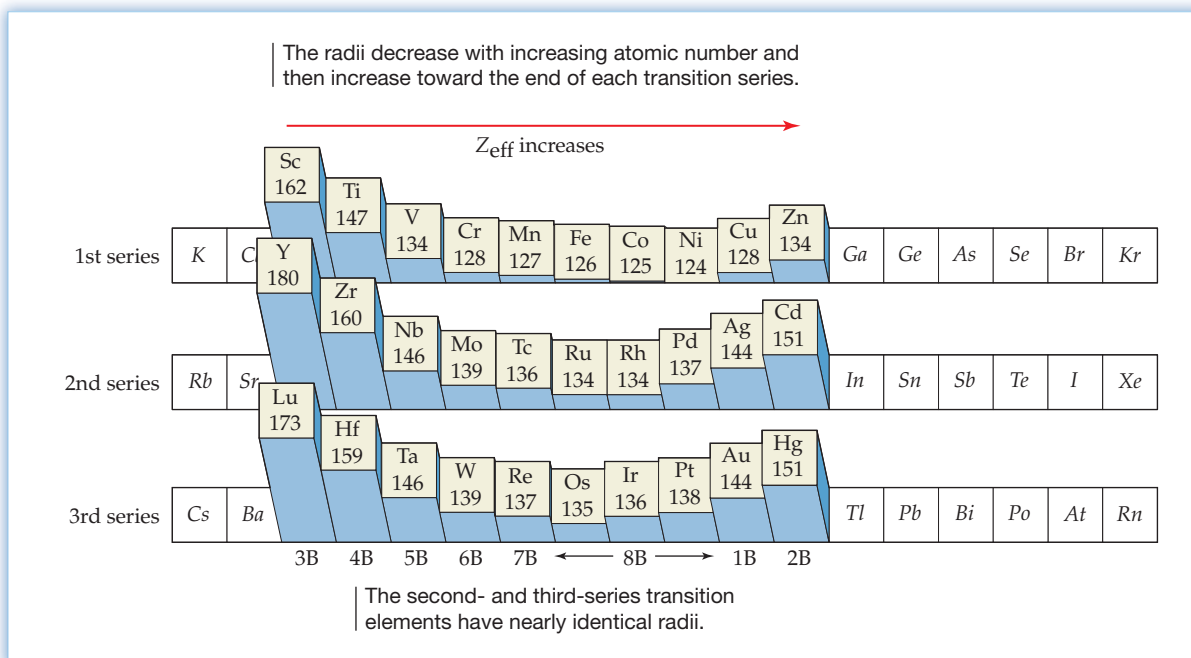 The radii decrease with increasing atomic number and
then increase toward the end of each transition series.
Zeff increases
1st series K C Sc 162 Ti 147 V 134 Cr 128 Mn 127 Fe 126 Co 125 Ni 124 Cu 128 Zn 134 Ga Ge As Se Br Kr
2nd series Rb Sr Y 180 Zr 160 Nb 146 Mo 139 Tc 136 Ru 134 Rh 134 Pd 137 Ag 144 Cd 151 In Sn Sb Te I Xe
3rd series Cs Ba Lu 173 Hf 159 Ta 146 W 139 Re 137 Os 135 Ir 136 Pt 138 Au 144 Hg 151 Tl Pb Bi Po At Rn
3B 4B 5B 6B 7B 8B 1B 2B
The second- and third-series transition
elements have nearly identical radii.